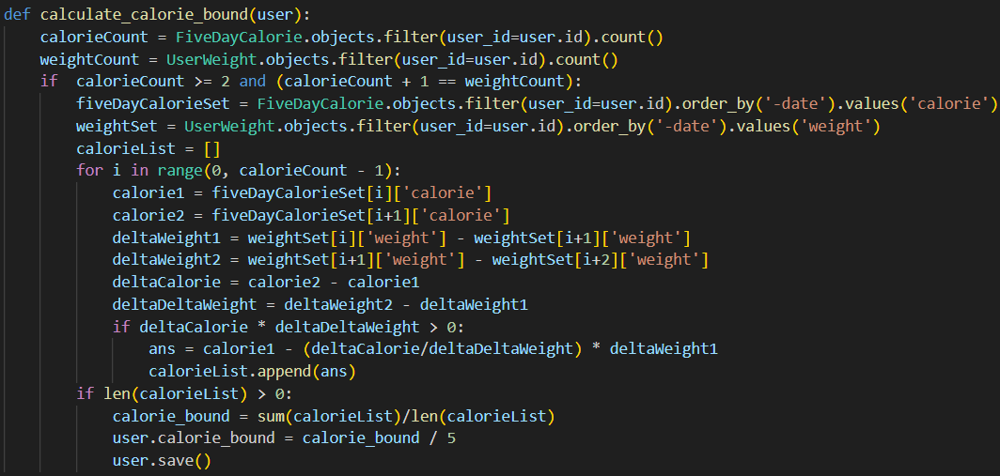 def calculate_calorie_bound(user):
    calorieCount = FiveDayCalorie.objects.filter(user_id=user.id).count()
    weightCount = UserWeight.objects.filter(user_id=user.id).count()
    if  calorieCount >= 2 and (calorieCount + 1 == weightCount):
        fiveDayCalorieSet = FiveDayCalorie.objects.filter(user_id=user.id).order_by('-date').values('calorie')
        weightSet = UserWeight.objects.filter(user_id=user.id).order_by('-date').values('weight')
        calorieList = []
        for i in range(0, calorieCount - 1):
            calorie1 = fiveDayCalorieSet[i]['calorie']
            calorie2 = fiveDayCalorieSet[i+1]['calorie']
            deltaWeight1 = weightSet[i]['weight'] - weightSet[i+1]['weight']
            deltaWeight2 = weightSet[i+1]['weight'] - weightSet[i+2]['weight']
            deltaCalorie = calorie2 - calorie1
            deltaDeltaWeight = deltaWeight2 - deltaWeight1
            if deltaCalorie * deltaDeltaWeight > 0:
                ans = calorie1 - (deltaCalorie/deltaDeltaWeight) * deltaWeight1
                calorieList.append(ans)
        if len(calorieList) > 0:
            calorie_bound = sum(calorieList)/len(calorieList)
            user.calorie_bound = calorie_bound / 5
            user.save()